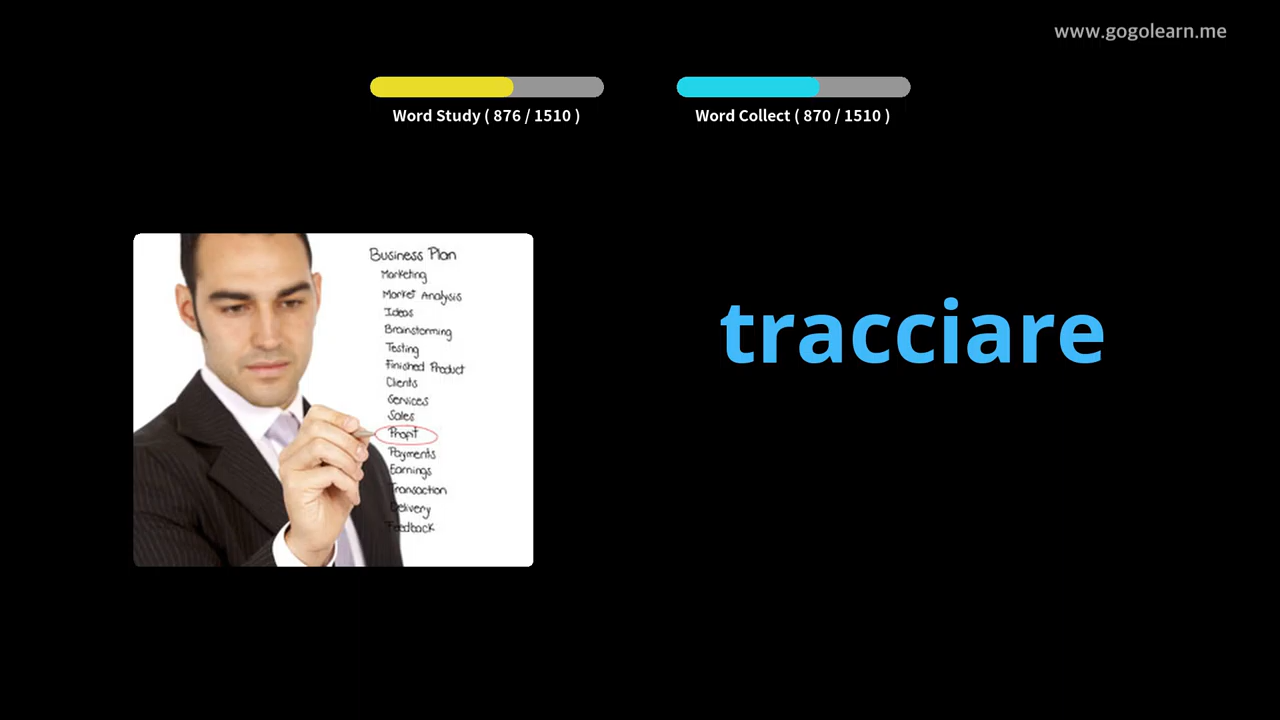 www.gogolearn.me
Word Study ( 876 / 1510 )
Word Collect ( 870 / 1510 )
Business Plan
Marketing
Market Analysis
Ideas
Brainstorming
Testing
Finished Product
Clients
Services
Sales
Profit
Payments
Earnings
Transaction
Delivery
Feedback
tracciare